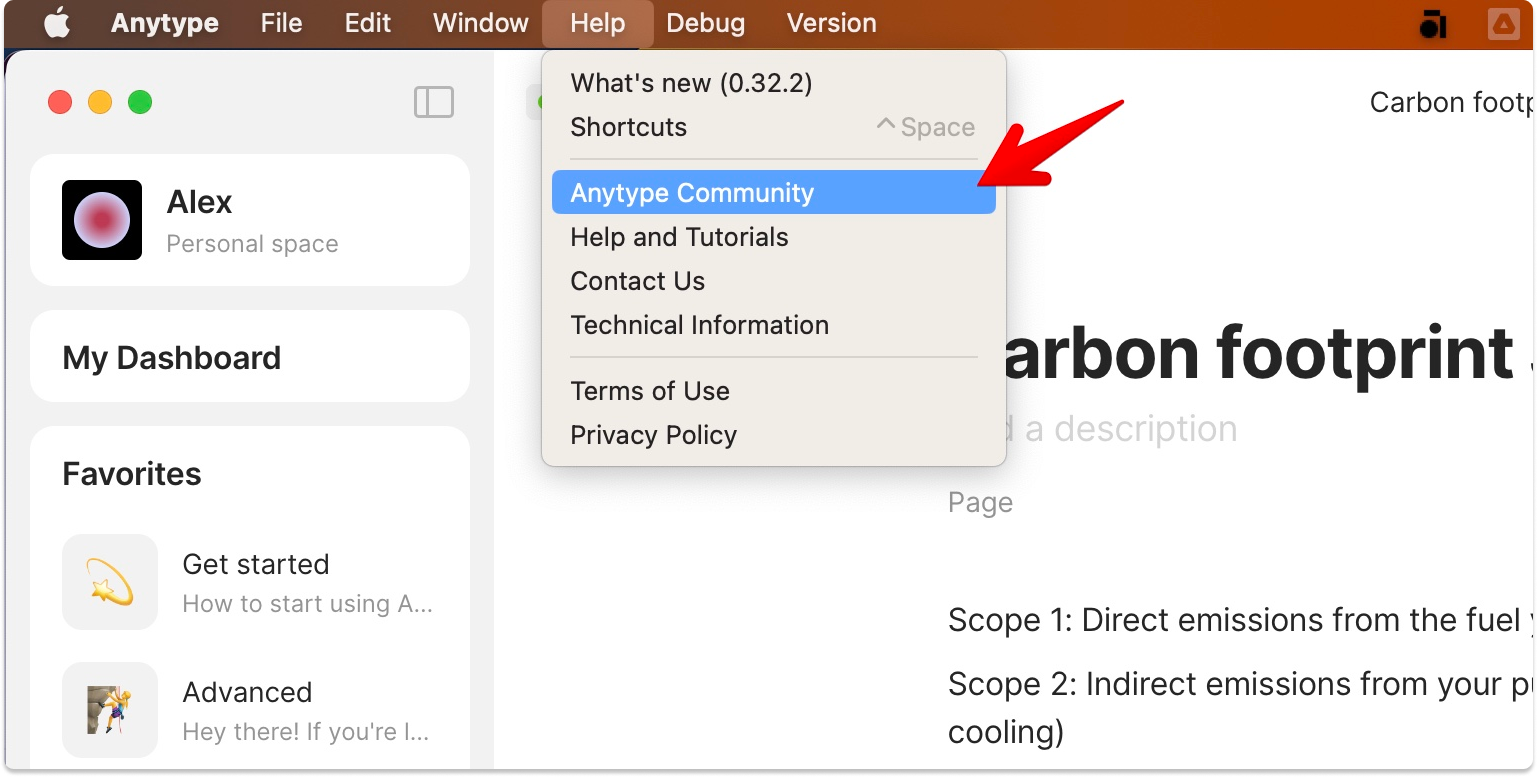 Anytype File Edit Window Help Debug Version
What's new (0.32.2)
Shortcuts ^ Space
Anytype Community
Help and Tutorials
Contact Us
Technical Information
Terms of Use
Privacy Policy
Alex
Personal space
My Dashboard
Favorites
Get started
How to start using A...
Advanced
Hey there! If you're I...
Carbon footp
arbon footprint
d a description
Page
Scope 1: Direct emissions from the fuel y
Scope 2: Indirect emissions from your pu
cooling)